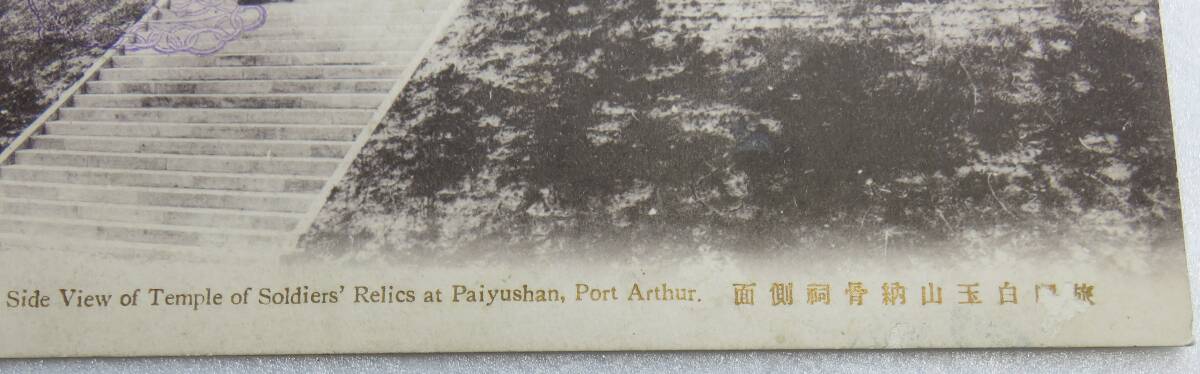 Side View of Temple of Soldiers' Relics at Paiyushan, Port Arthur.
旅順白玉山納骨祠側面